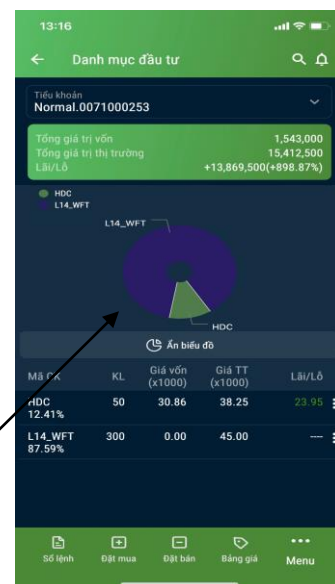 13:16
Danh mục đầu tư
Tiểu khoản
Normal.0071000253
Tổng giá trị vốn 1,543,000
Tổng giá trị thị trường 15,412,500
Lãi/Lỗ +13,869,500(+898.87%)
HDC
L14_WFT
L14_WFT
HDC
Ẩn biểu đồ
Mã CK KL Giá vốn (x1000) Giá TT (x1000) Lãi/Lỗ
HDC 50 30.86 38.25 23.95
12.41%
L14_WFT 300 0.00 45.00 ----
87.59%
Sổ lệnh Đặt mua Đặt bán Bảng giá Menu